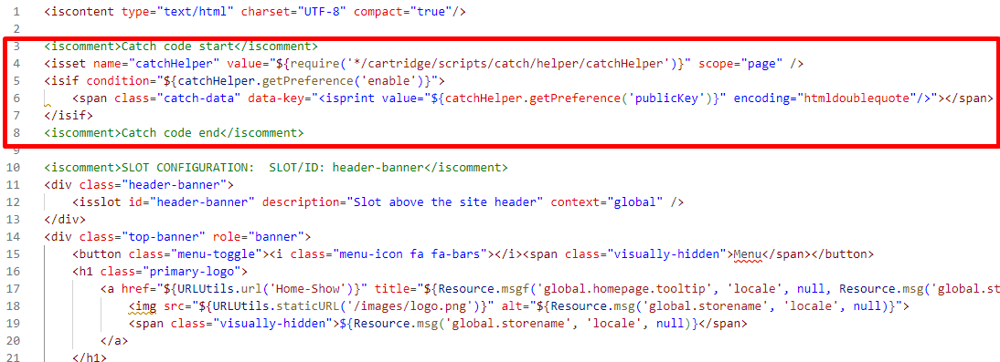 1 <iscontent type="text/html" charset="UTF-8" compact="true"/>
2
3 <iscomment>Catch code start</iscomment>
4 <isset name="catchHelper" value="${require('*/cartridge/scripts/catch/helper/catchHelper')}" scope="page" />
5 <isif condition="${catchHelper.getPreference('enable')}">
6     <span class="catch-data" data-key="<isprint value="${catchHelper.getPreference('publicKey')}" encoding="htmldoublequote"/>"></span>
7 </isif>
8 <iscomment>Catch code end</iscomment>
9
10 <iscomment>SLOT CONFIGURATION:  SLOT/ID: header-banner</iscomment>
11 <div class="header-banner">
12     <isslot id="header-banner" description="Slot above the site header" context="global" />
13 </div>
14 <div class="top-banner" role="banner">
15     <button class="menu-toggle"><i class="menu-icon fa fa-bars"></i><span class="visually-hidden">Menu</span></button>
16     <h1 class="primary-logo">
17         <a href="${URLUtils.url('Home-Show')}" title="${Resource.msgf('global.homepage.tooltip', 'locale', null, Resource.msg('global.st
18             <img src="${URLUtils.staticURL('/images/logo.png')}" alt="${Resource.msg('global.storename', 'locale', null)}">
19             <span class="visually-hidden">${Resource.msg('global.storename', 'locale', null)}</span>
20         </a>
21     </h1>